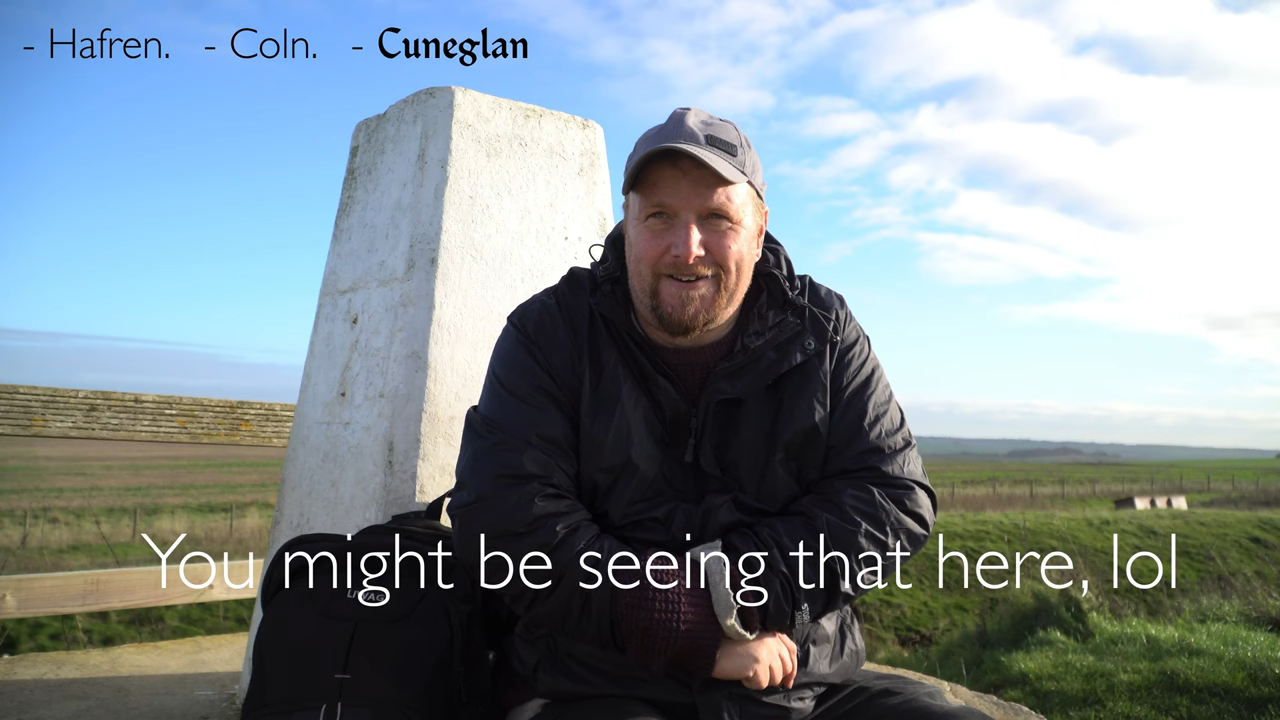 - Hafren. - Coln. - Cuneglan
You might be seeing that here, lol